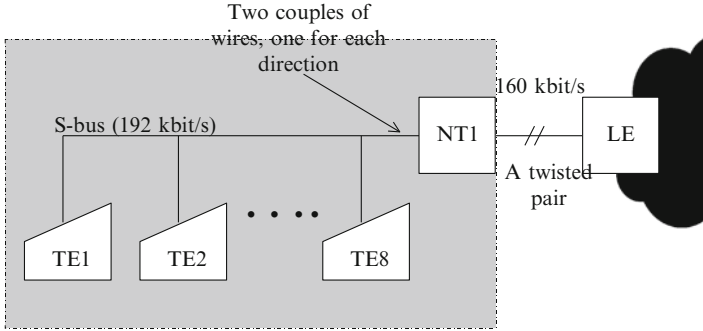 Two couples of
wires, one for each
direction
160 kbit/s
S-bus (192 kbit/s)
NT1
LE
A twisted
pair
TE1
TE2
TE8